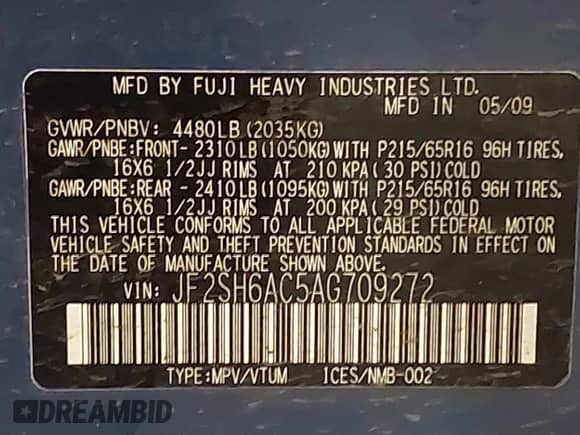 MFD BY FUJI HEAVY INDUSTRIES LTD.
MFD IN 05/09
GVWR/PNBV: 4480LB(2035KG)
GAWR/PNBE:FRONT-2310LB(1050KG)WITH P215/65R16 96H TIRES,
16X6 1/2JJ RIMS AT 210 KPA(30 PSI)COLD
GAWR/PNBE:REAR -2410LB(1095KG)WITH P215/65R16 96H TIRES,
16X6 1/2JJ RIMS AT 200 KPA(29 PSI)COLD
THIS VEHICLE CONFORMS TO ALL APPLICABLE FEDERAL MOTOR
VEHICLE SAFETY AND THEFT PREVENTION STANDARDS IN EFFECT ON
THE DATE OF MANUFACTURE SHOWN ABOVE.
VIN: JF2SH6AC5AG709272
TYPE:MPV/VTUM ICES/NMB-002
DREAMBID